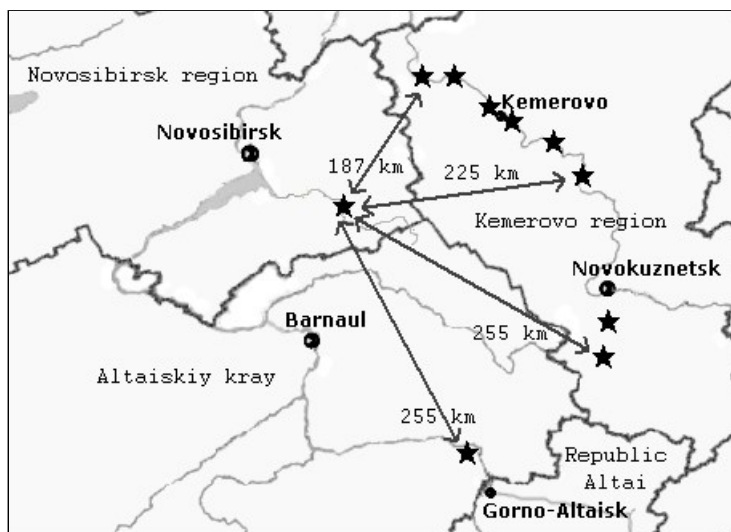 Novosibirsk region
Kemerovo
Novosibirsk
187 km
225 km
Kemerovo region
Novokuznetsk
Barnaul
255 km
Altaiskiy kray
255 km
Republic
Altai
Gorno-Altaisk